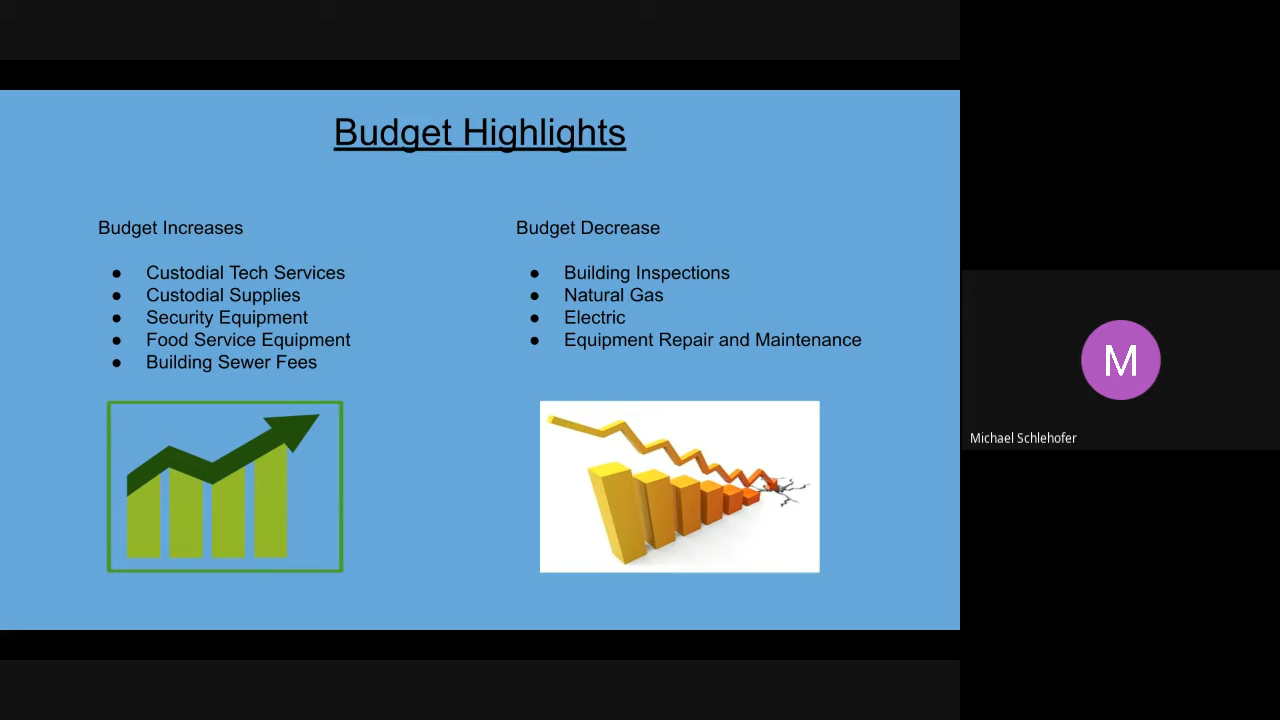 Budget Highlights
Budget Increases
● Custodial Tech Services
● Custodial Supplies
● Security Equipment
● Food Service Equipment
● Building Sewer Fees
Budget Decrease
● Building Inspections
● Natural Gas
● Electric
● Equipment Repair and Maintenance
M
Michael Schlehofer